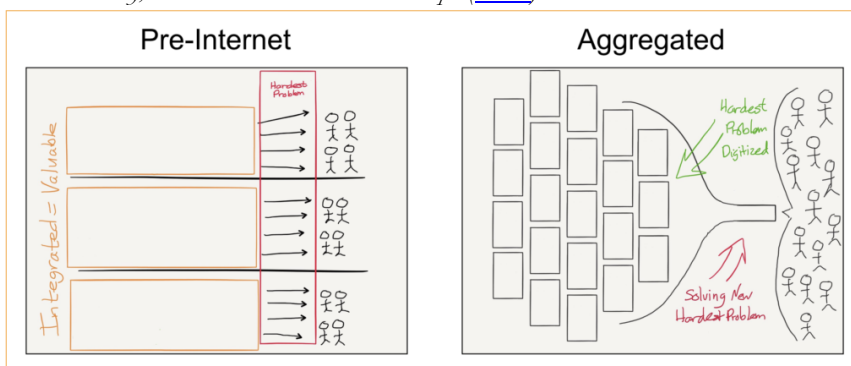 Pre-Internet
Aggregated
Integrated = Valuable
Hardest
Problem
Hardest
Problem
Digitized
Solving New
Hardest Problem